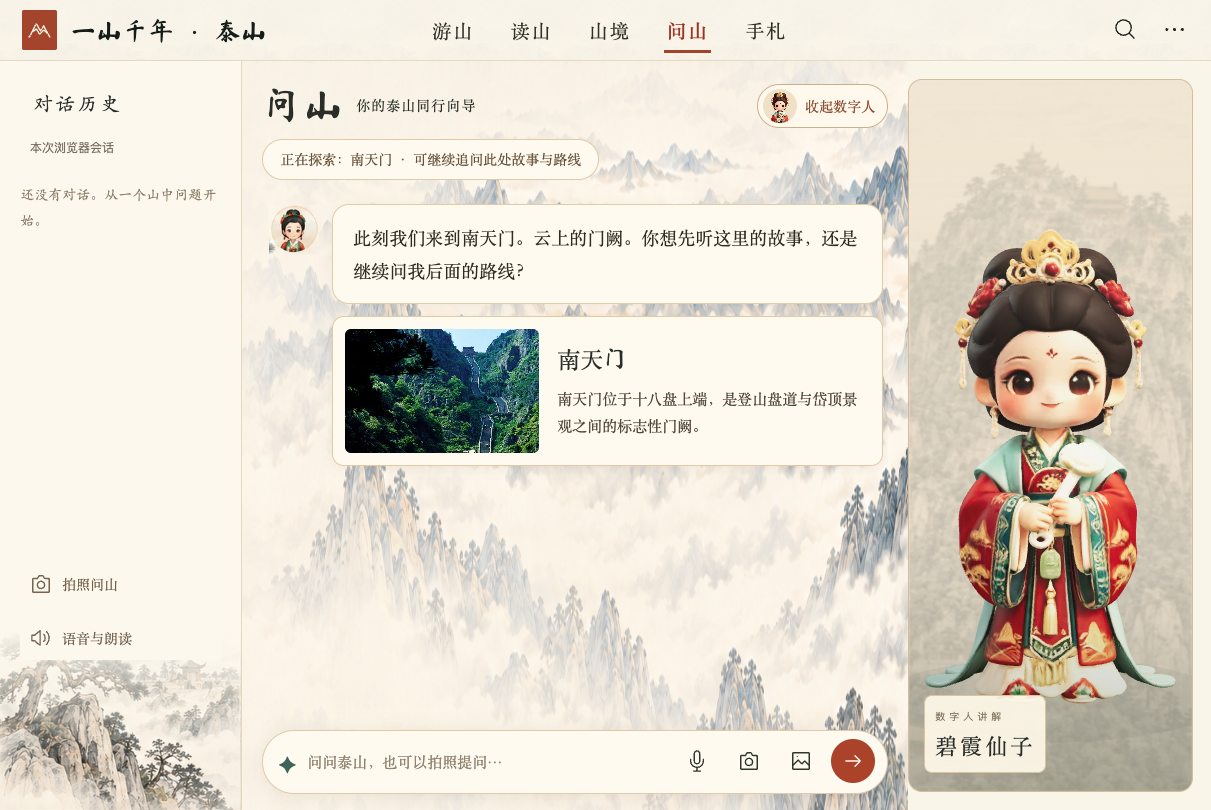 一山千年 · 泰山
游山
读山
山境
问山
手札
对话历史
本次浏览器会话
还没有对话。从一个山中问题开
始。
拍照问山
语音与朗读
问山
你的泰山同行向导
收起数字人
正在探索：南天门 · 可继续追问此处故事与路线
此刻我们来到南天门。云上的门阙。你想先听这里的故事，还是
继续问我后面的路线？
南天门
南天门位于十八盘上端，是登山盘道与岱顶景
观之间的标志性门阙。
问问泰山，也可以拍照提问…
数字人讲解
碧霞仙子